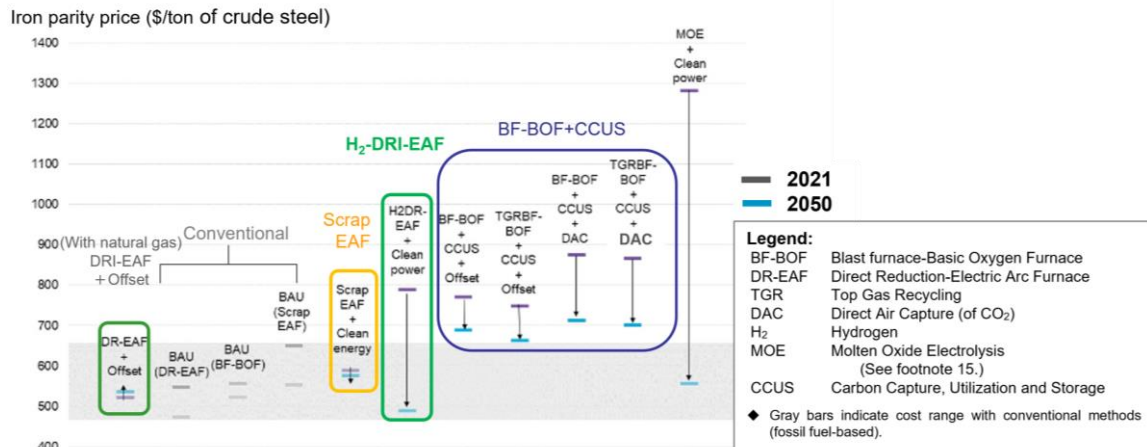 Iron parity price ($/ton of crude steel)
1400
1300
1200
1100
1000
900
800
700
600
500
400
(With natural gas)
DRI-EAF
+ Offset
Conventional
DR-EAF
+
Offset
BAU
(DR-EAF)
BAU
(BF-BOF)
BAU
(Scrap
EAF)
Scrap
EAF
Scrap
EAF
+
Clean
energy
H₂-DRI-EAF
H2DR-
EAF
+
Clean
power
BF-BOF+CCUS
BF-BOF
+
CCUS
+
Offset
TGRBF-
BOF
+
CCUS
+
Offset
BF-BOF
+
CCUS
+
DAC
TGRBF-
BOF
+
CCUS
+
DAC
MOE
+
Clean
power
2021
2050
Legend:
BF-BOF Blast furnace-Basic Oxygen Furnace
DR-EAF Direct Reduction-Electric Arc Furnace
TGR Top Gas Recycling
DAC Direct Air Capture (of CO₂)
H₂ Hydrogen
MOE Molten Oxide Electrolysis
(See footnote 15.)
CCUS Carbon Capture, Utilization and Storage
◆ Gray bars indicate cost range with conventional methods
(fossil fuel-based).